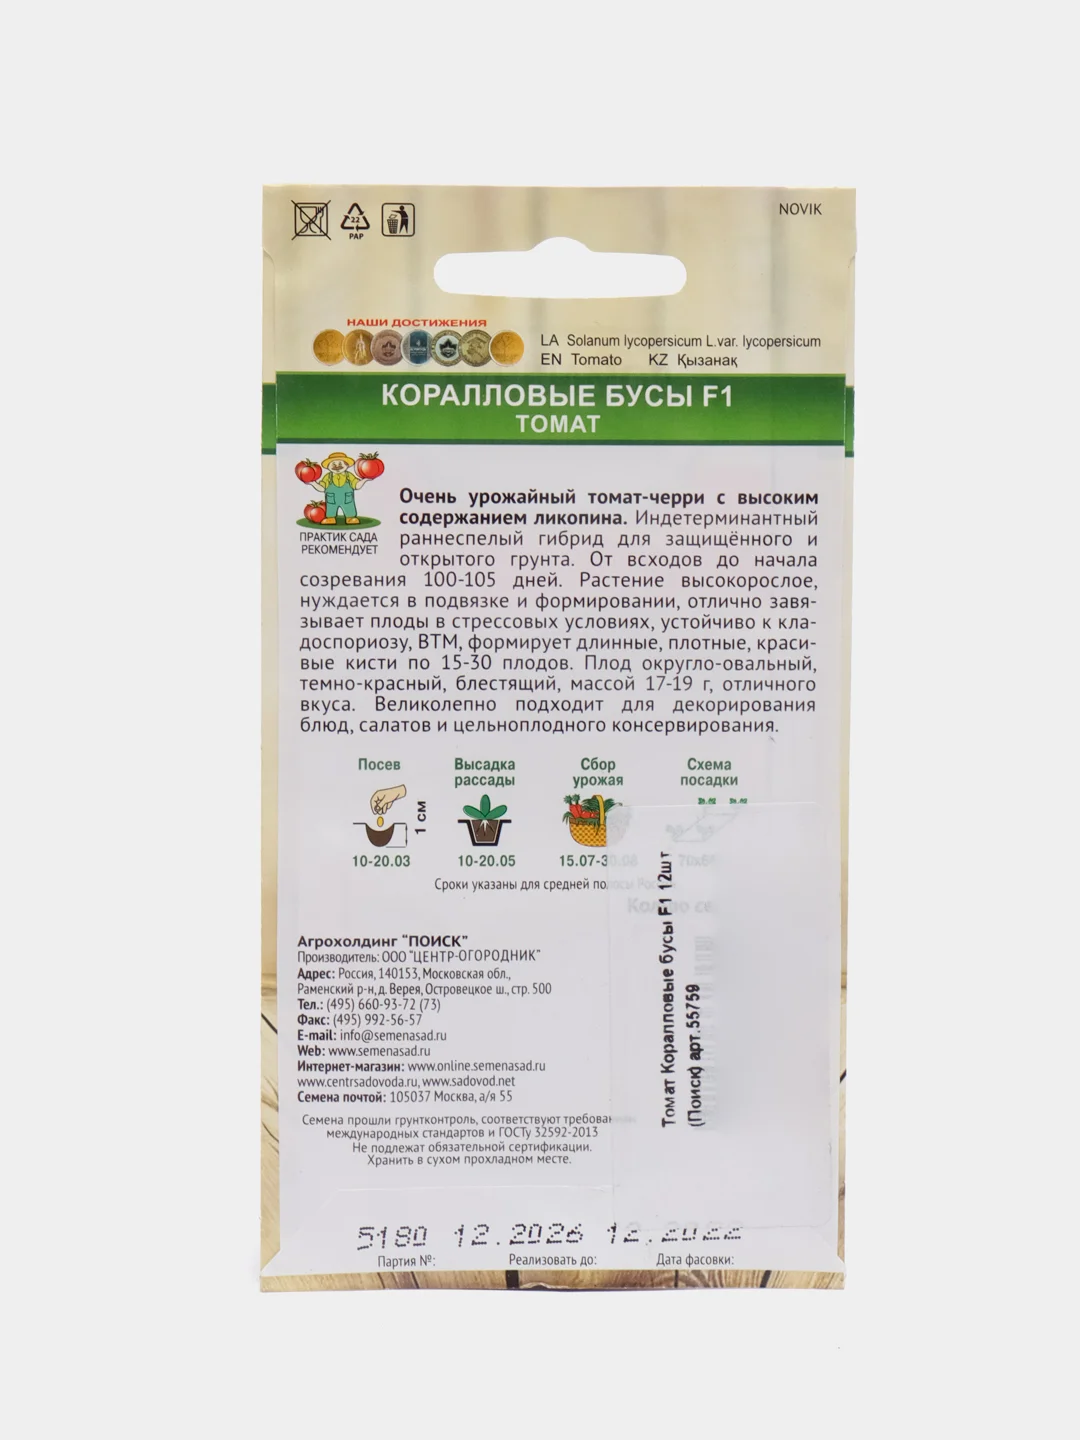 NOVIK
22
PAP
НАШИ ДОСТИЖЕНИЯ
LA Solanum lycopersicum L.var. lycopersicum
EN Tomato KZ Қызанақ
КОРАЛЛОВЫЕ БУСЫ F1
ТОМАТ
ПРАКТИК САДА
РЕКОМЕНДУЕТ
Очень урожайный томат-черри с высоким
содержанием ликопина. Индетерминантный
раннеспелый гибрид для защищённого и
открытого грунта. От всходов до начала
созревания 100-105 дней. Растение высокорослое,
нуждается в подвязке и формировании, отлично завя-
зывает плоды в стрессовых условиях, устойчиво к кла-
доспориозу, ВТМ, формирует длинные, плотные, краси-
вые кисти по 15-30 плодов. Плод округло-овальный,
темно-красный, блестящий, массой 17-19 г, отличного
вкуса. Великолепно подходит для декорирования
блюд, салатов и цельноплодного консервирования.
Посев
Высадка
рассады
Сбор
урожая
Схема
посадки
1 см
10-20.03
10-20.05
15.07-3
Сроки указаны для средней
Агрохолдинг "ПОИСК"
Производитель: ООО "ЦЕНТР-ОГОРОДНИК"
Адрес: Россия, 140153, Московская обл.,
Раменский р-н, д. Верея, Островецкое ш., стр. 500
Тел.: (495) 660-93-72 (73)
Факс: (495) 992-56-57
E-mail: info@semenasad.ru
Web: www.semenasad.ru
Интернет-магазин: www.online.semenasad.ru
www.centrsadovoda.ru, www.sadovod.net
Семена почтой: 105037 Москва, а/я 55
Семена прошли грунтконтроль, соответствуют
международных стандартов и ГОСТу 32592-2013
Не подлежат обязательной сертификации.
Хранить в сухом прохладном месте.
Томат Коралловые бусы F1 12шт
(Поиск) арт.55759
5180 12.2026 12.2022
Партия №: Реализовать до: Дата фасовки: